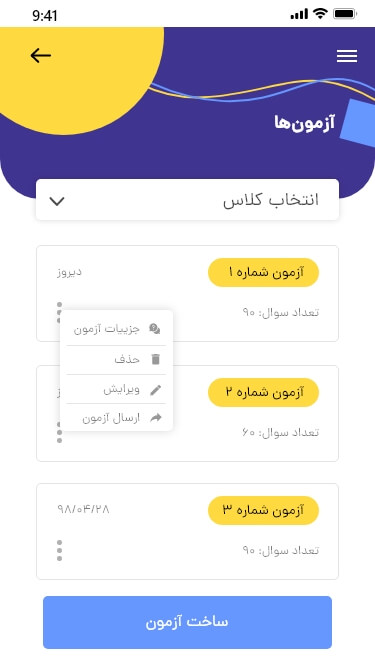 9:41
آزمون‌ها
انتخاب کلاس
آزمون شماره ۱
دیروز
تعداد سوال: ۹۰
جزییات آزمون
حذف
ویرایش
ارسال آزمون
آزمون شماره ۲
تعداد سوال: ۶۰
آزمون شماره ۳
۹۸/۰۴/۲۸
تعداد سوال: ۹۰
ساخت آزمون